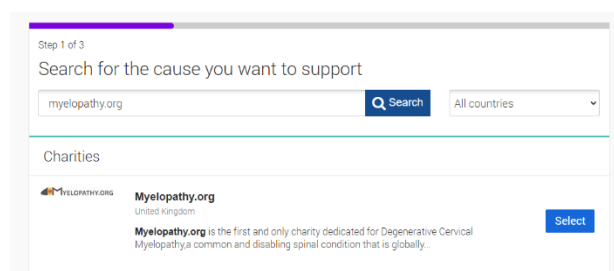 Step 1 of 3
Search for the cause you want to support
myelopathy.org
Search
All countries
Charities
MYELOPATHY.ORG
Myelopathy.org
United Kingdom
Myelopathy.org is the first and only charity dedicated for Degenerative Cervical
Myelopathy,a common and disabling spinal condition that is globally...
Select